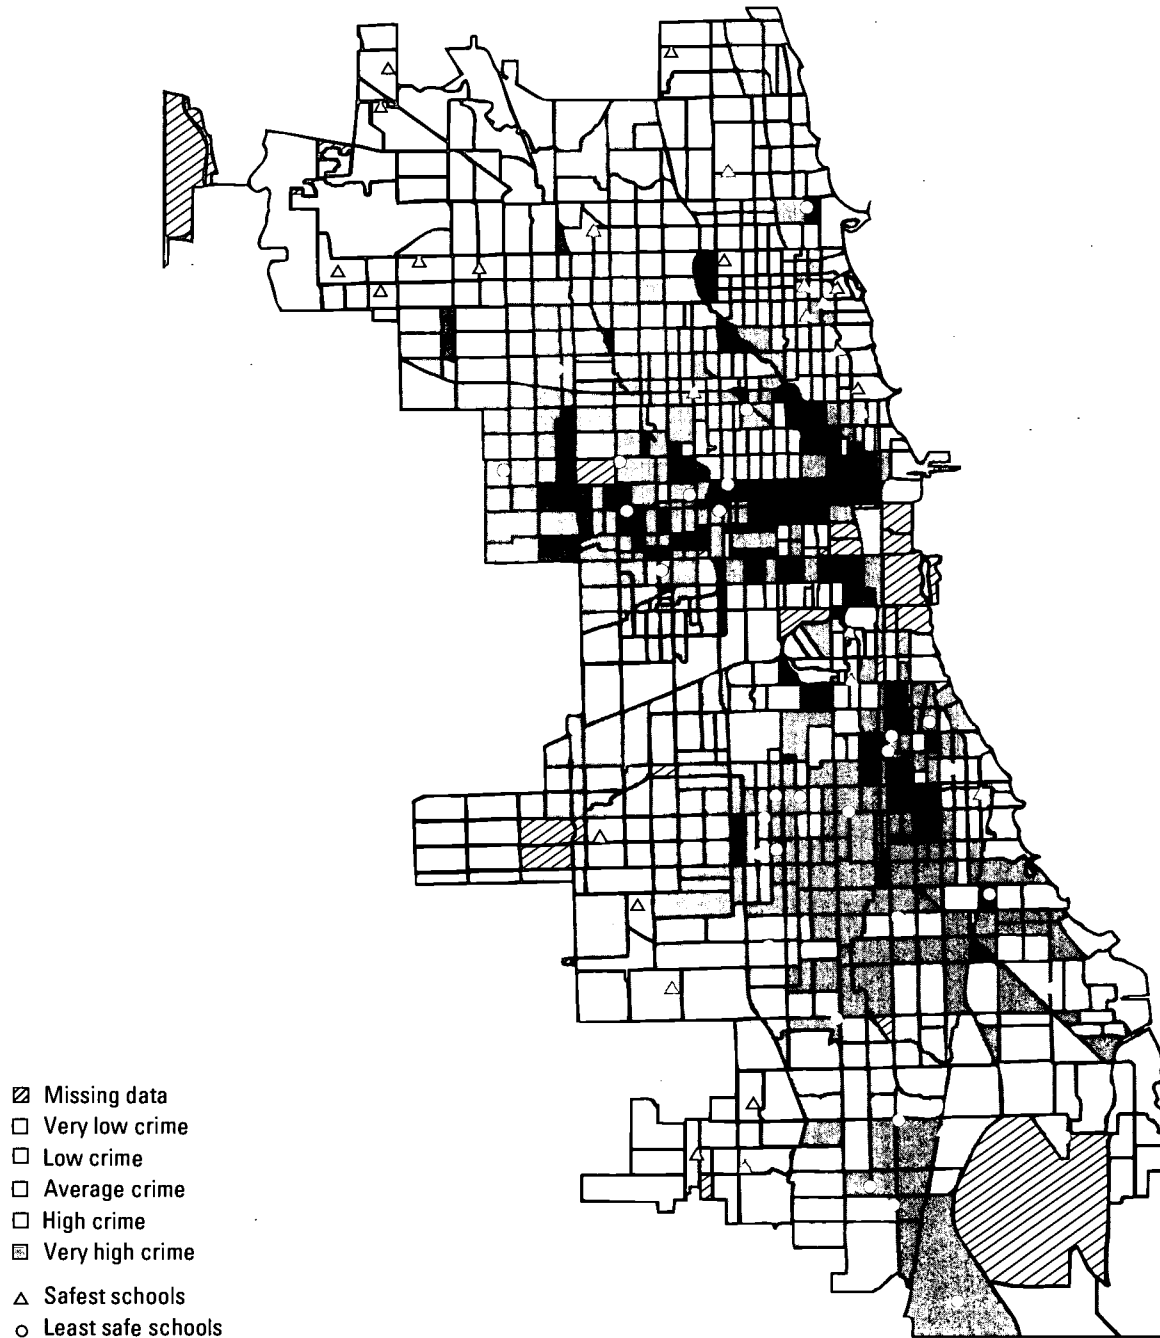 Missing data
Very low crime
Low crime
Average crime
High crime
Very high crime
Safest schools
Least safe schools